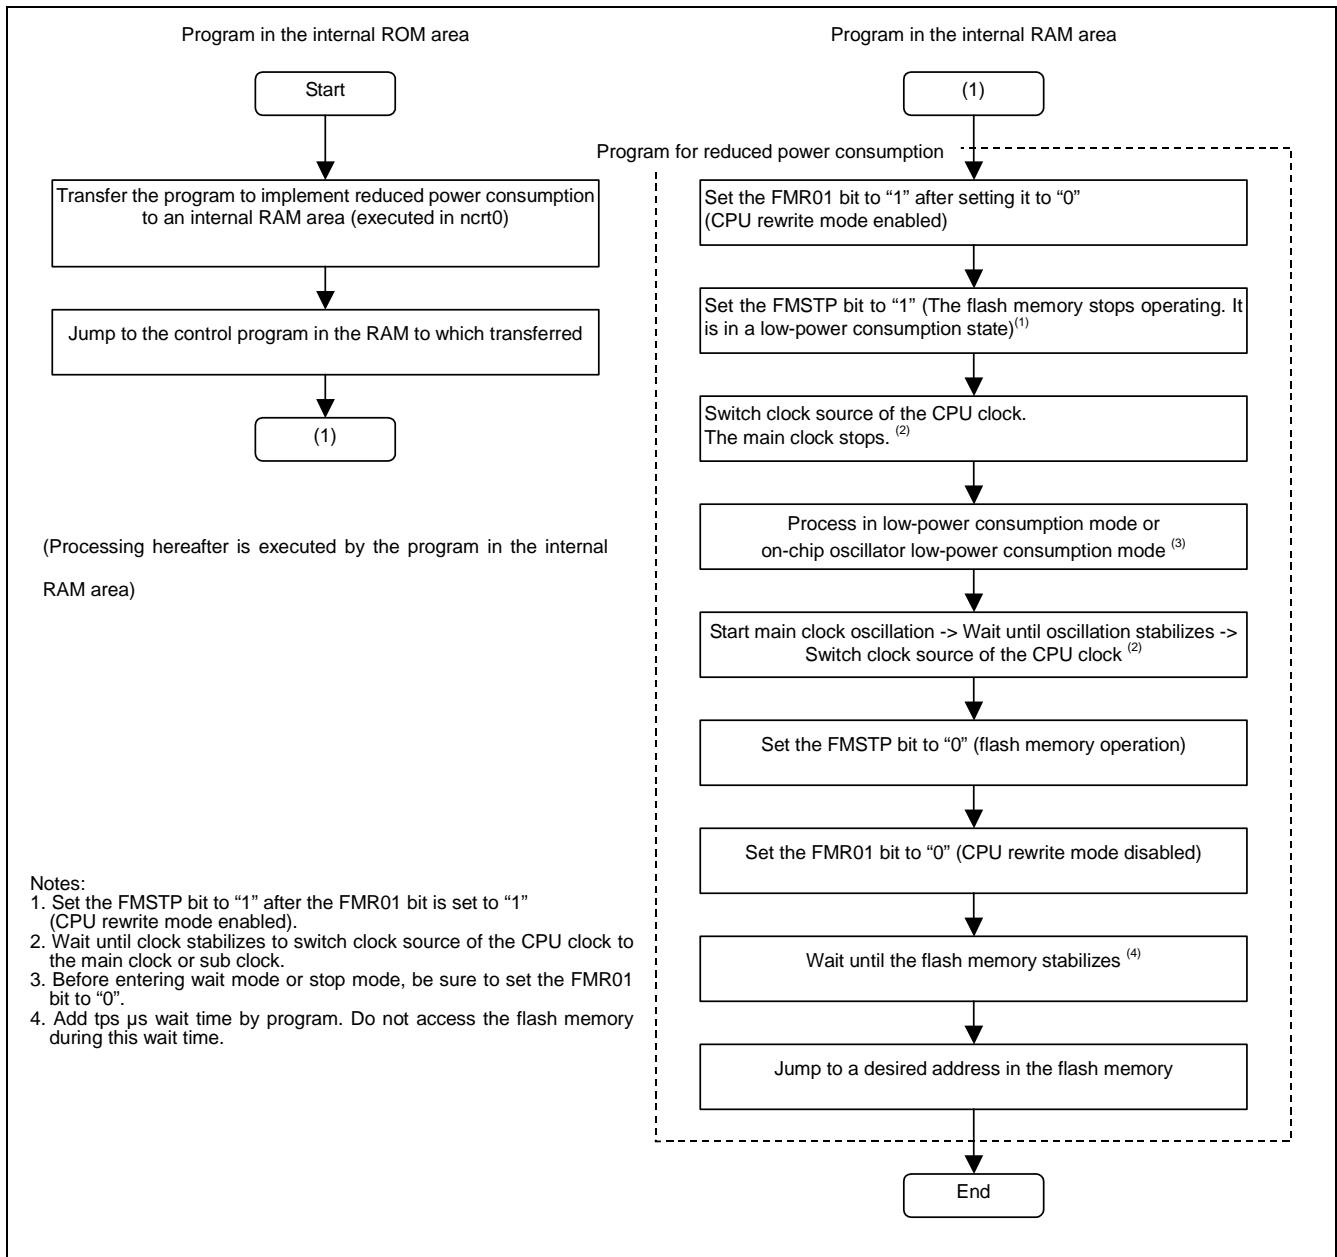 Program in the internal ROM area
Start
Transfer the program to implement reduced power consumption
to an internal RAM area (executed in ncrt0)
Jump to the control program in the RAM to which transferred
(1)
(Processing hereafter is executed by the program in the internal
RAM area)
Notes:
1. Set the FMSTP bit to “1” after the FMR01 bit is set to “1”
(CPU rewrite mode enabled).
2. Wait until clock stabilizes to switch clock source of the CPU clock to
the main clock or sub clock.
3. Before entering wait mode or stop mode, be sure to set the FMR01
bit to “0”.
4. Add tps µs wait time by program. Do not access the flash memory
during this wait time.
Program in the internal RAM area
(1)
Program for reduced power consumption
Set the FMR01 bit to “1” after setting it to “0”
(CPU rewrite mode enabled)
Set the FMSTP bit to “1” (The flash memory stops operating. It
is in a low-power consumption state)(1)
Switch clock source of the CPU clock.
The main clock stops. (2)
Process in low-power consumption mode or
on-chip oscillator low-power consumption mode (3)
Start main clock oscillation -> Wait until oscillation stabilizes ->
Switch clock source of the CPU clock (2)
Set the FMSTP bit to “0” (flash memory operation)
Set the FMR01 bit to “0” (CPU rewrite mode disabled)
Wait until the flash memory stabilizes (4)
Jump to a desired address in the flash memory
End